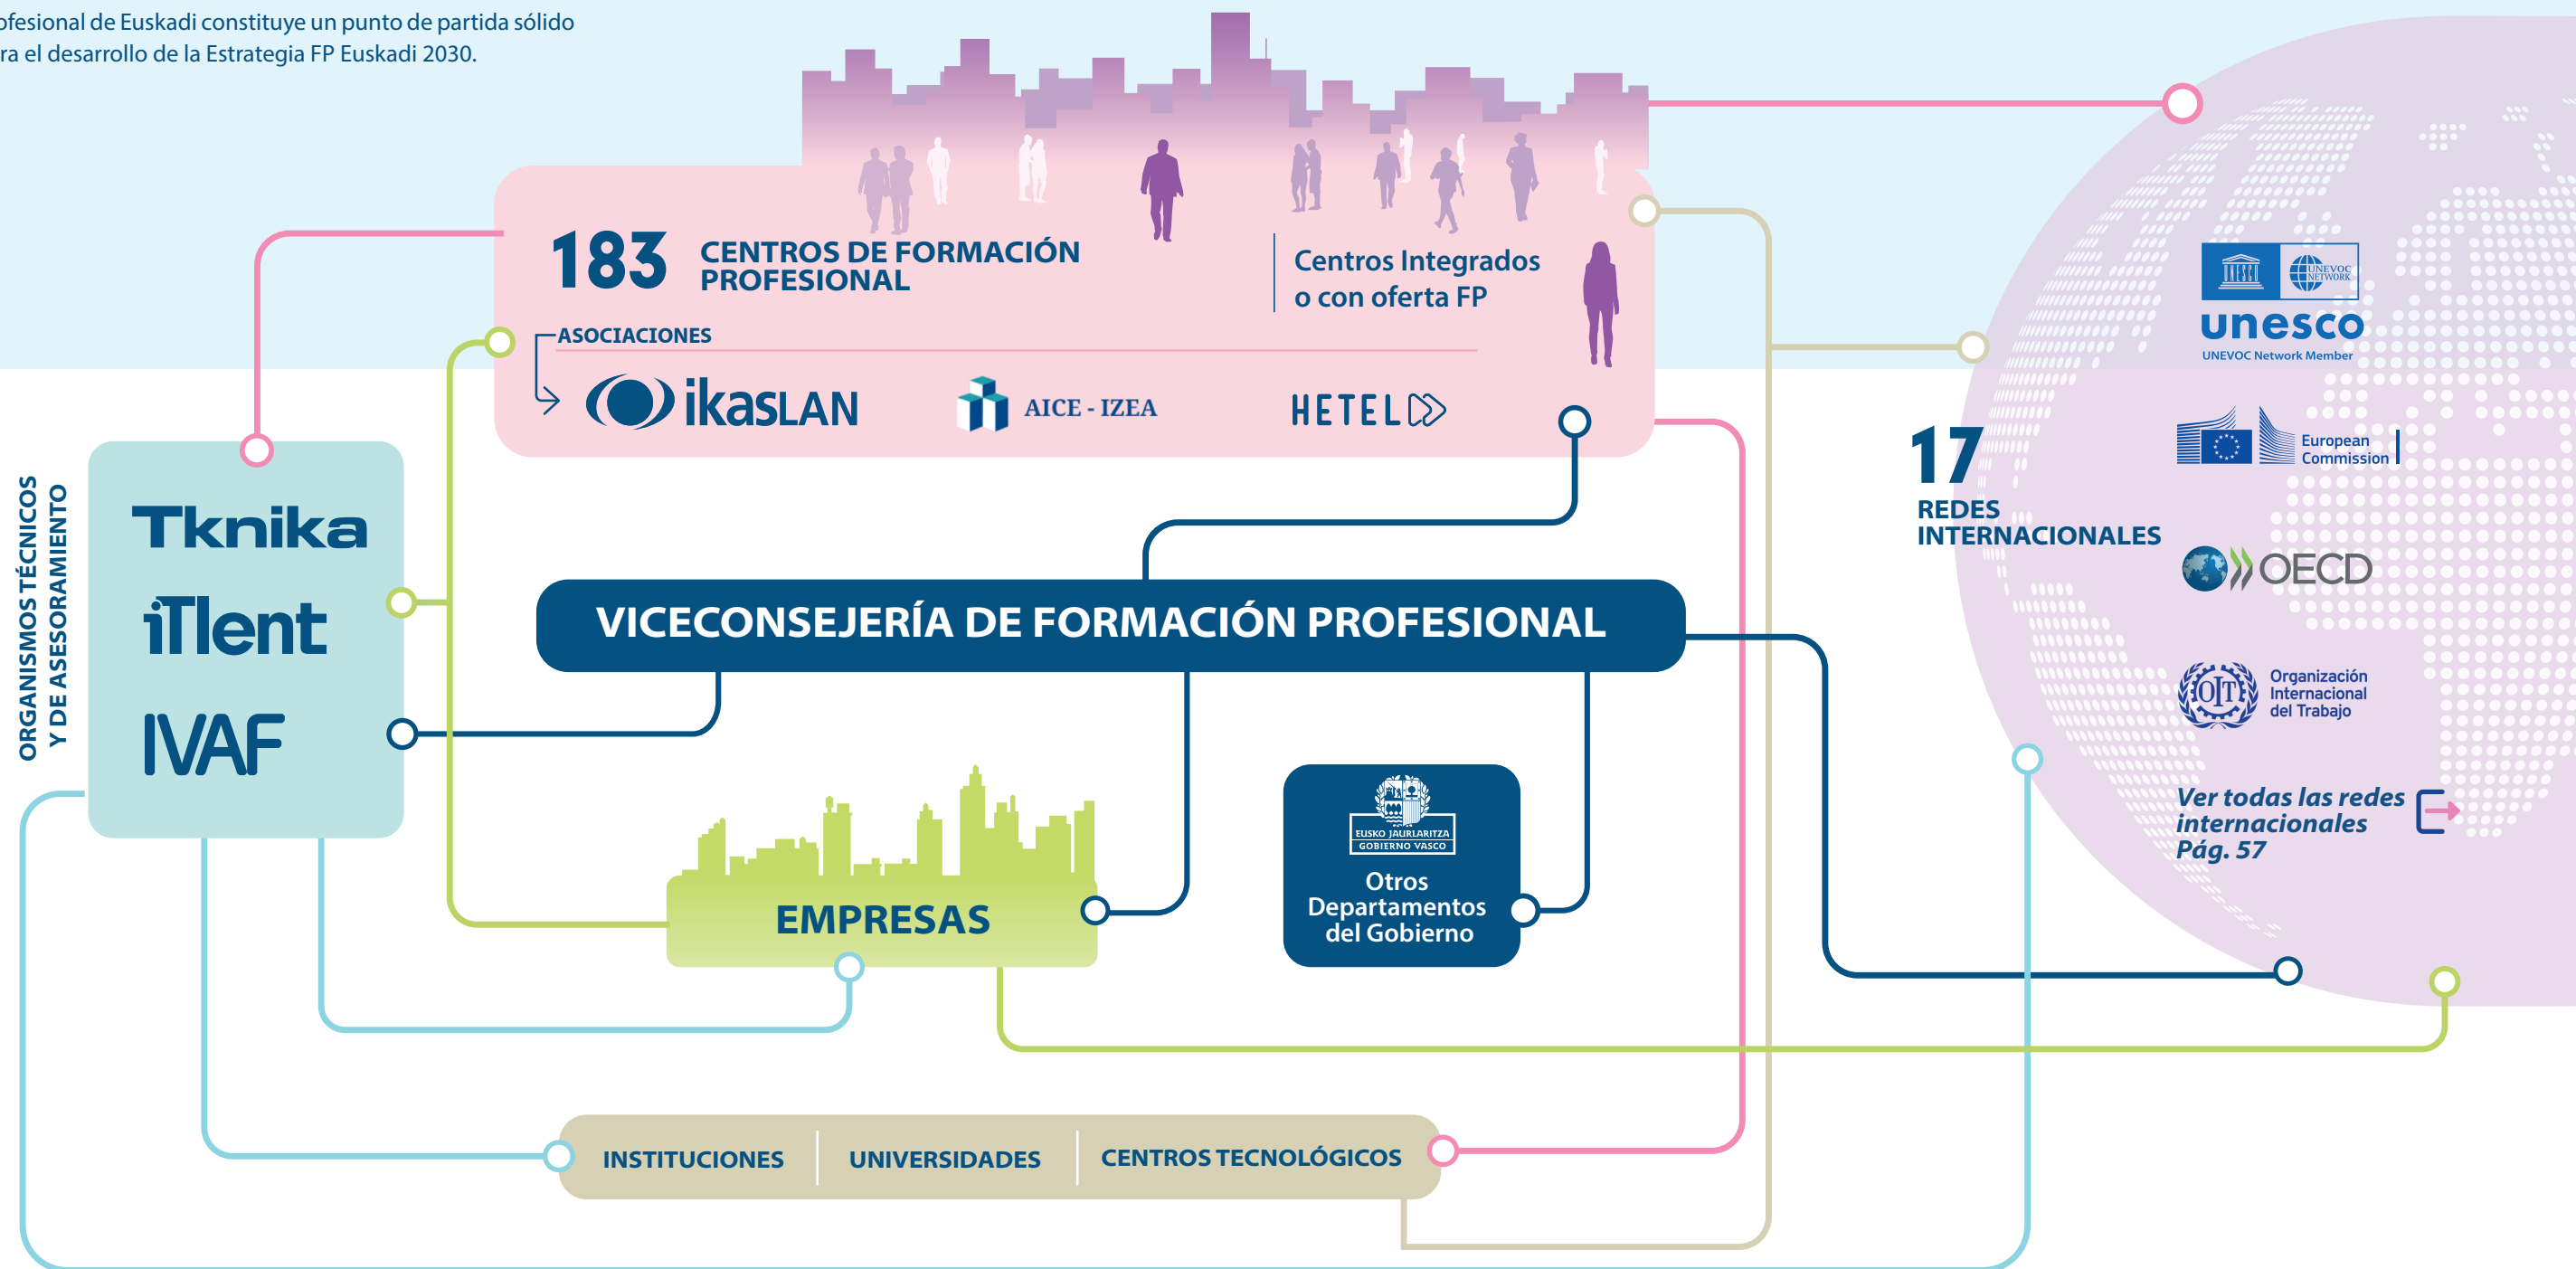 ofesional de Euskadi constituye un punto de partida sólido
ra el desarrollo de la Estrategia FP Euskadi 2030.
183
CENTROS DE FORMACIÓN
PROFESIONAL
Centros Integrados
o con oferta FP
ASOCIACIONES
ikasLAN
AICE - IZEA
HETEL
ORGANISMOS TÉCNICOS
Y DE ASESORAMIENTO
Tknika
iTlent
IVAF
VICECONSEJERÍA DE FORMACIÓN PROFESIONAL
EMPRESAS
EUSKO JAURLARITZA
GOBIERNO VASCO
Otros
Departamentos
del Gobierno
INSTITUCIONES
UNIVERSIDADES
CENTROS TECNOLÓGICOS
17
REDES
INTERNACIONALES
UNESCO
UNEVOC
NETWORK
unesco
UNEVOC Network Member
European
Commission
OECD
OIT
Organización
Internacional
del Trabajo
Ver todas las redes
internacionales
Pág. 57